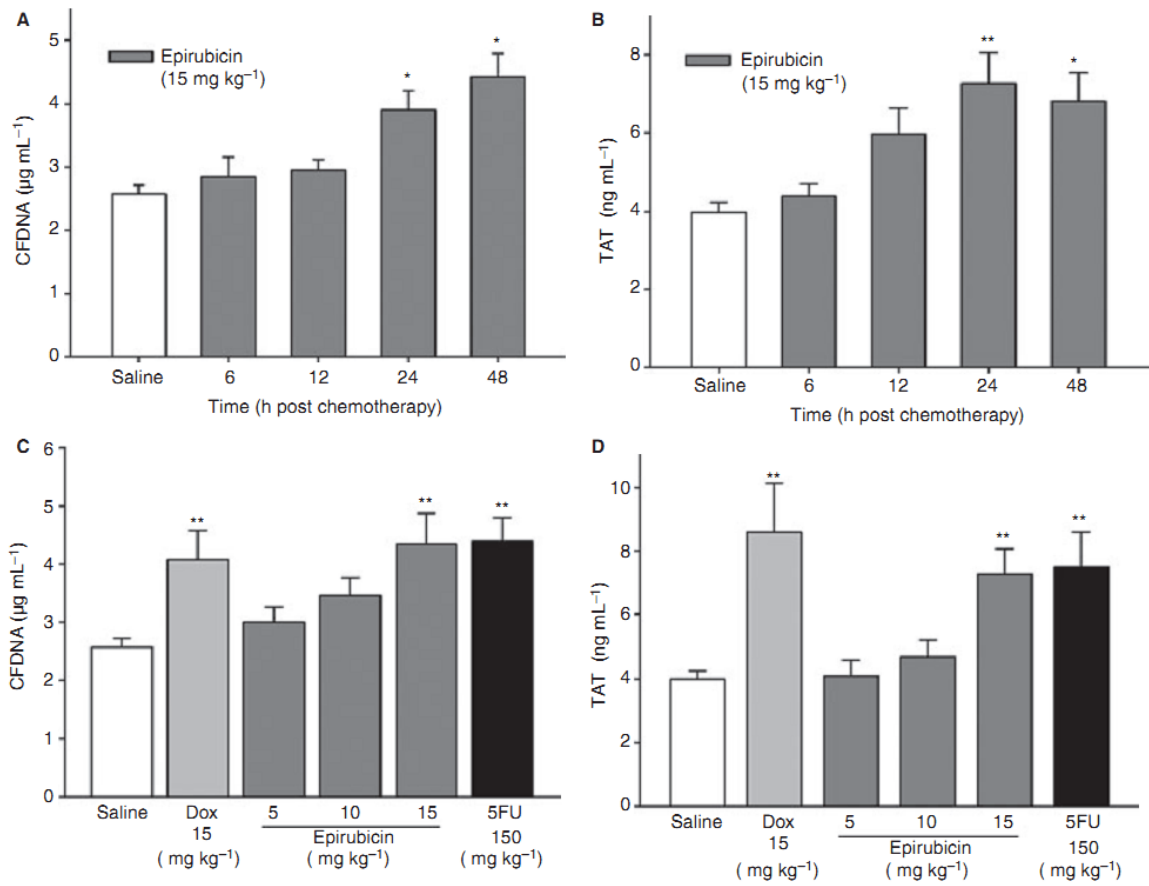 A
CFDNA (µg mL⁻¹)
5
4
3
2
1
0
Epirubicin
(15 mg kg⁻¹)
*
*
Saline 6 12 24 48
Time (h post chemotherapy)
B
TAT (ng mL⁻¹)
8
6
4
2
0
Epirubicin
(15 mg kg⁻¹)
**
*
Saline 6 12 24 48
Time (h post chemotherapy)
C
CFDNA (µg mL⁻¹)
6
5
4
3
2
1
0
**
**
**
Saline Dox 5 10 15 5FU
15 Epirubicin 150
( mg kg⁻¹) ( mg kg⁻¹) ( mg kg⁻¹)
D
TAT (ng mL⁻¹)
10
8
6
4
2
0
**
**
**
Saline Dox 5 10 15 5FU
15 Epirubicin 150
( mg kg⁻¹) ( mg kg⁻¹) ( mg kg⁻¹)